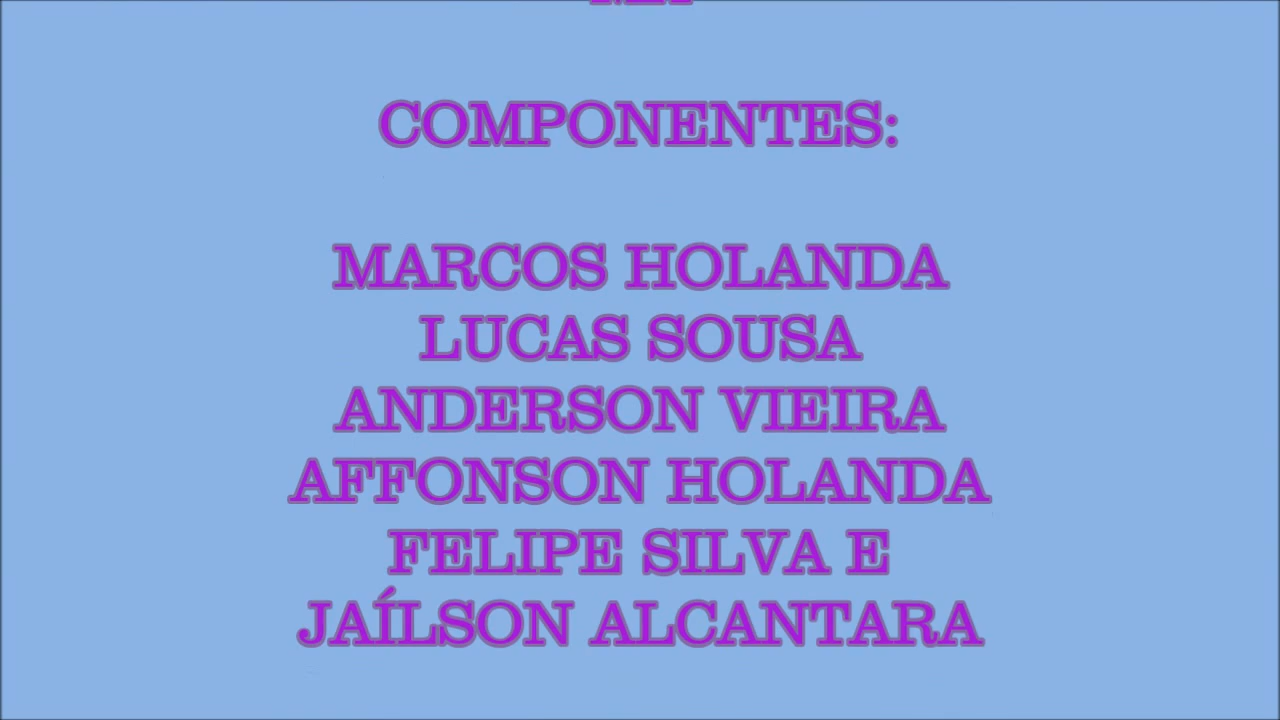 COMPONENTES:
MARCOS HOLANDA
LUCAS SOUSA
ANDERSON VIEIRA
AFFONSON HOLANDA
FELIPE SILVA E
JAÍLSON ALCANTARA